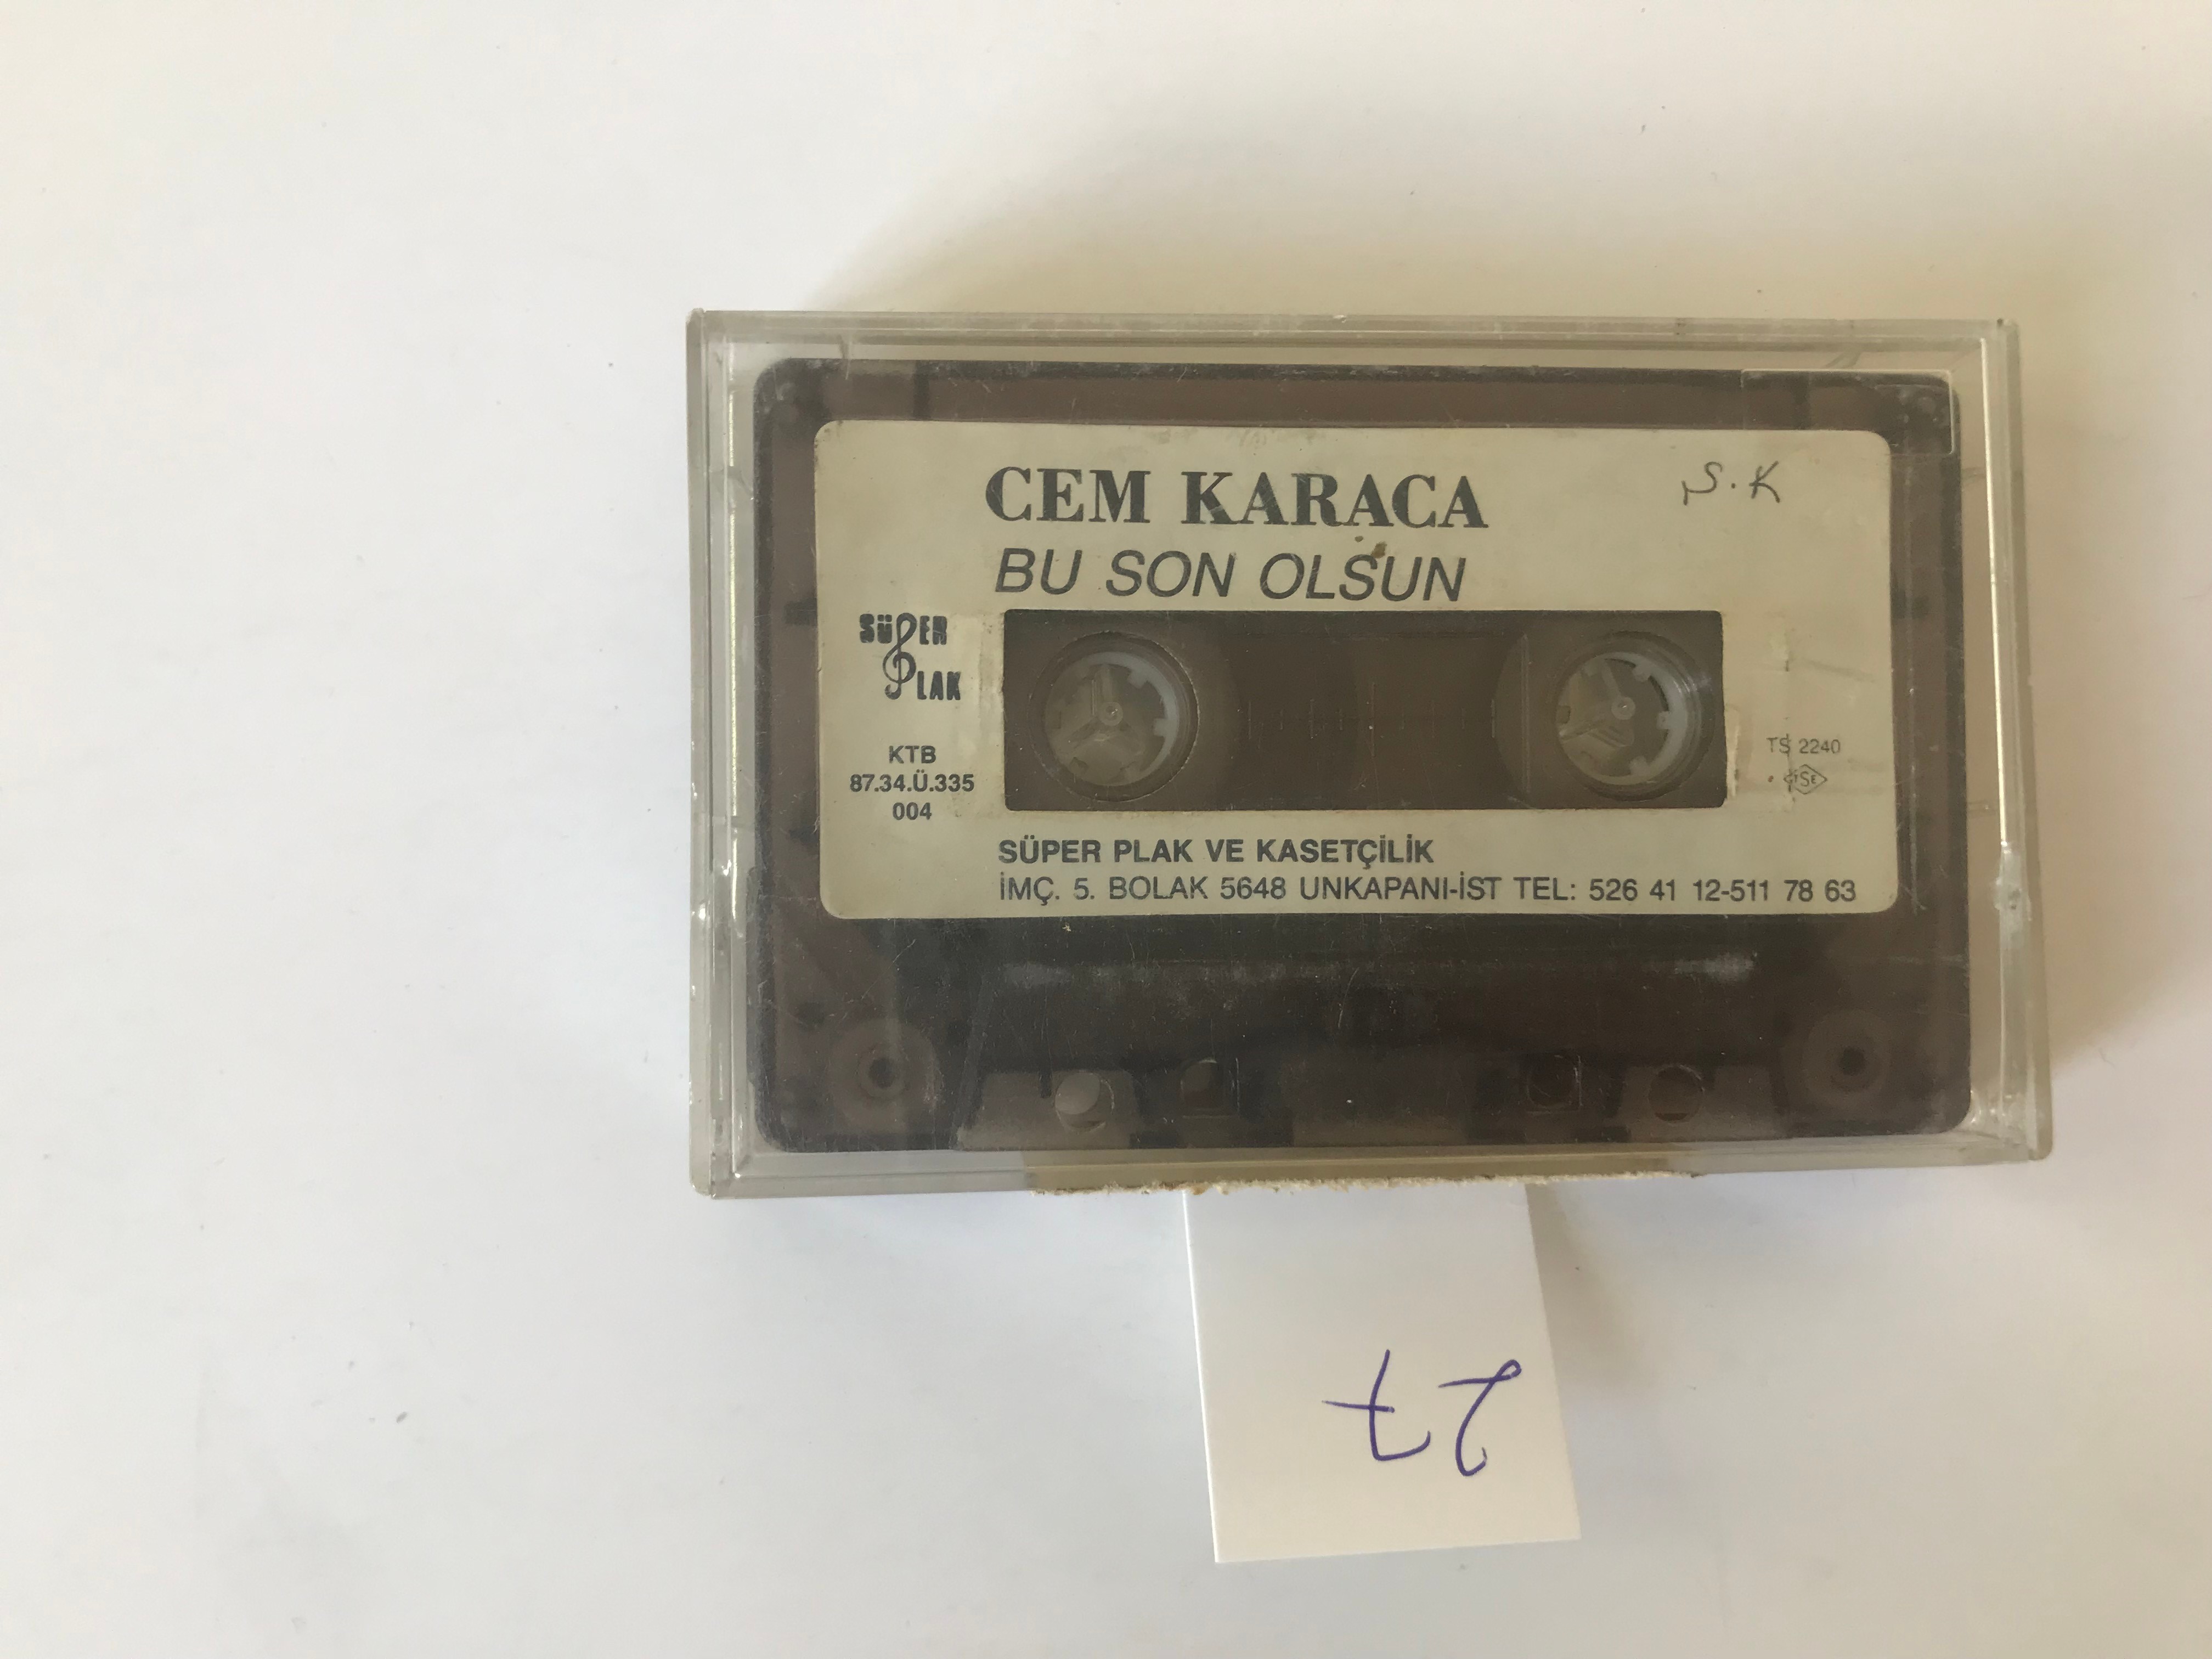 CEM KARACA
S.K
BU SON OLSUN
SÜPER
PLAK
KTB
87.34.Ü.335
004
TS 2240
TSE
SÜPER PLAK VE KASETÇİLİK
İMÇ. 5. BOLAK 5648 UNKAPANI-İST TEL: 526 41 12-511 78 63
27